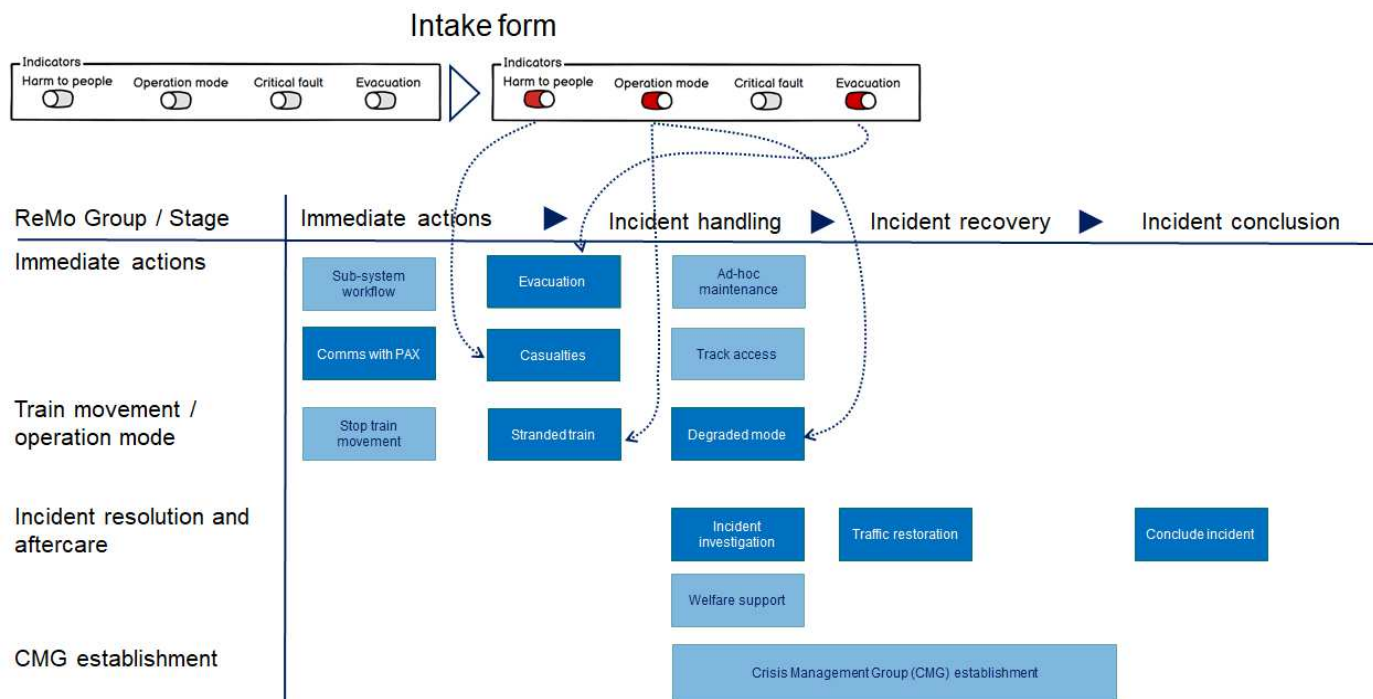 Intake form
Indicators
Harm to people Operation mode Critical fault Evacuation
Indicators
Harm to people Operation mode Critical fault Evacuation
ReMo Group / Stage Immediate actions Incident handling Incident recovery Incident conclusion
Immediate actions
Sub-system
workflow
Evacuation
Ad-hoc
maintenance
Comms with PAX
Casualties
Track access
Train movement /
operation mode
Stop train
movement
Stranded train
Degraded mode
Incident resolution and
aftercare
Incident
investigation
Traffic restoration
Conclude incident
Welfare support
CMG establishment
Crisis Management Group (CMG) establishment